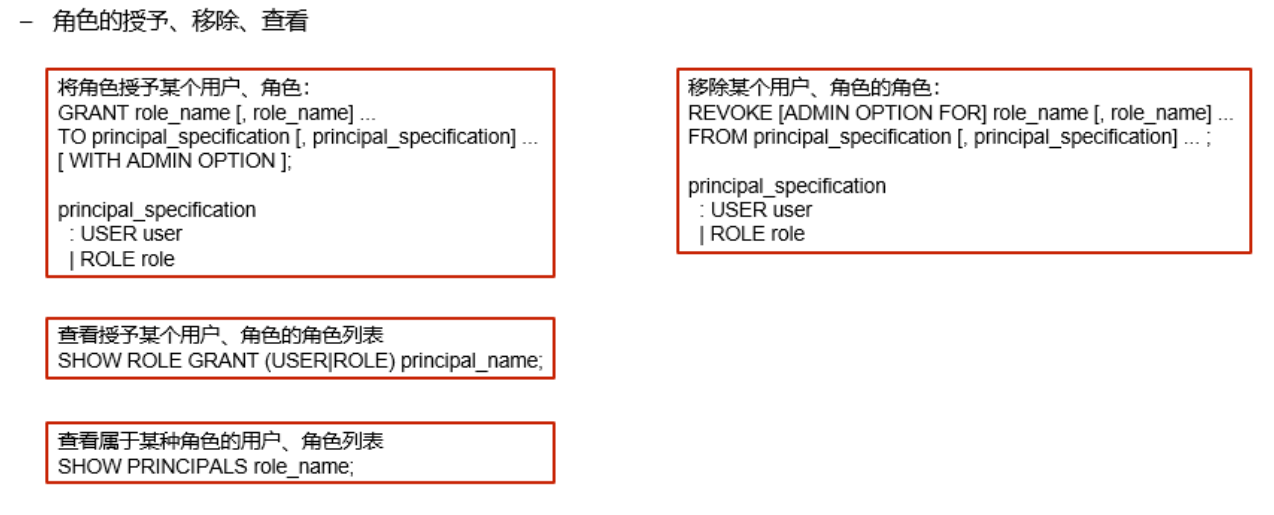 – 角色的授予、移除、查看
将角色授予某个用户、角色：
GRANT role_name [, role_name] ...
TO principal_specification [, principal_specification] ...
[ WITH ADMIN OPTION ];
principal_specification
: USER user
| ROLE role
移除某个用户、角色的角色：
REVOKE [ADMIN OPTION FOR] role_name [, role_name] ...
FROM principal_specification [, principal_specification] ... ;
principal_specification
: USER user
| ROLE role
查看授予某个用户、角色的角色列表
SHOW ROLE GRANT (USER|ROLE) principal_name;
查看属于某种角色的用户、角色列表
SHOW PRINCIPALS role_name;